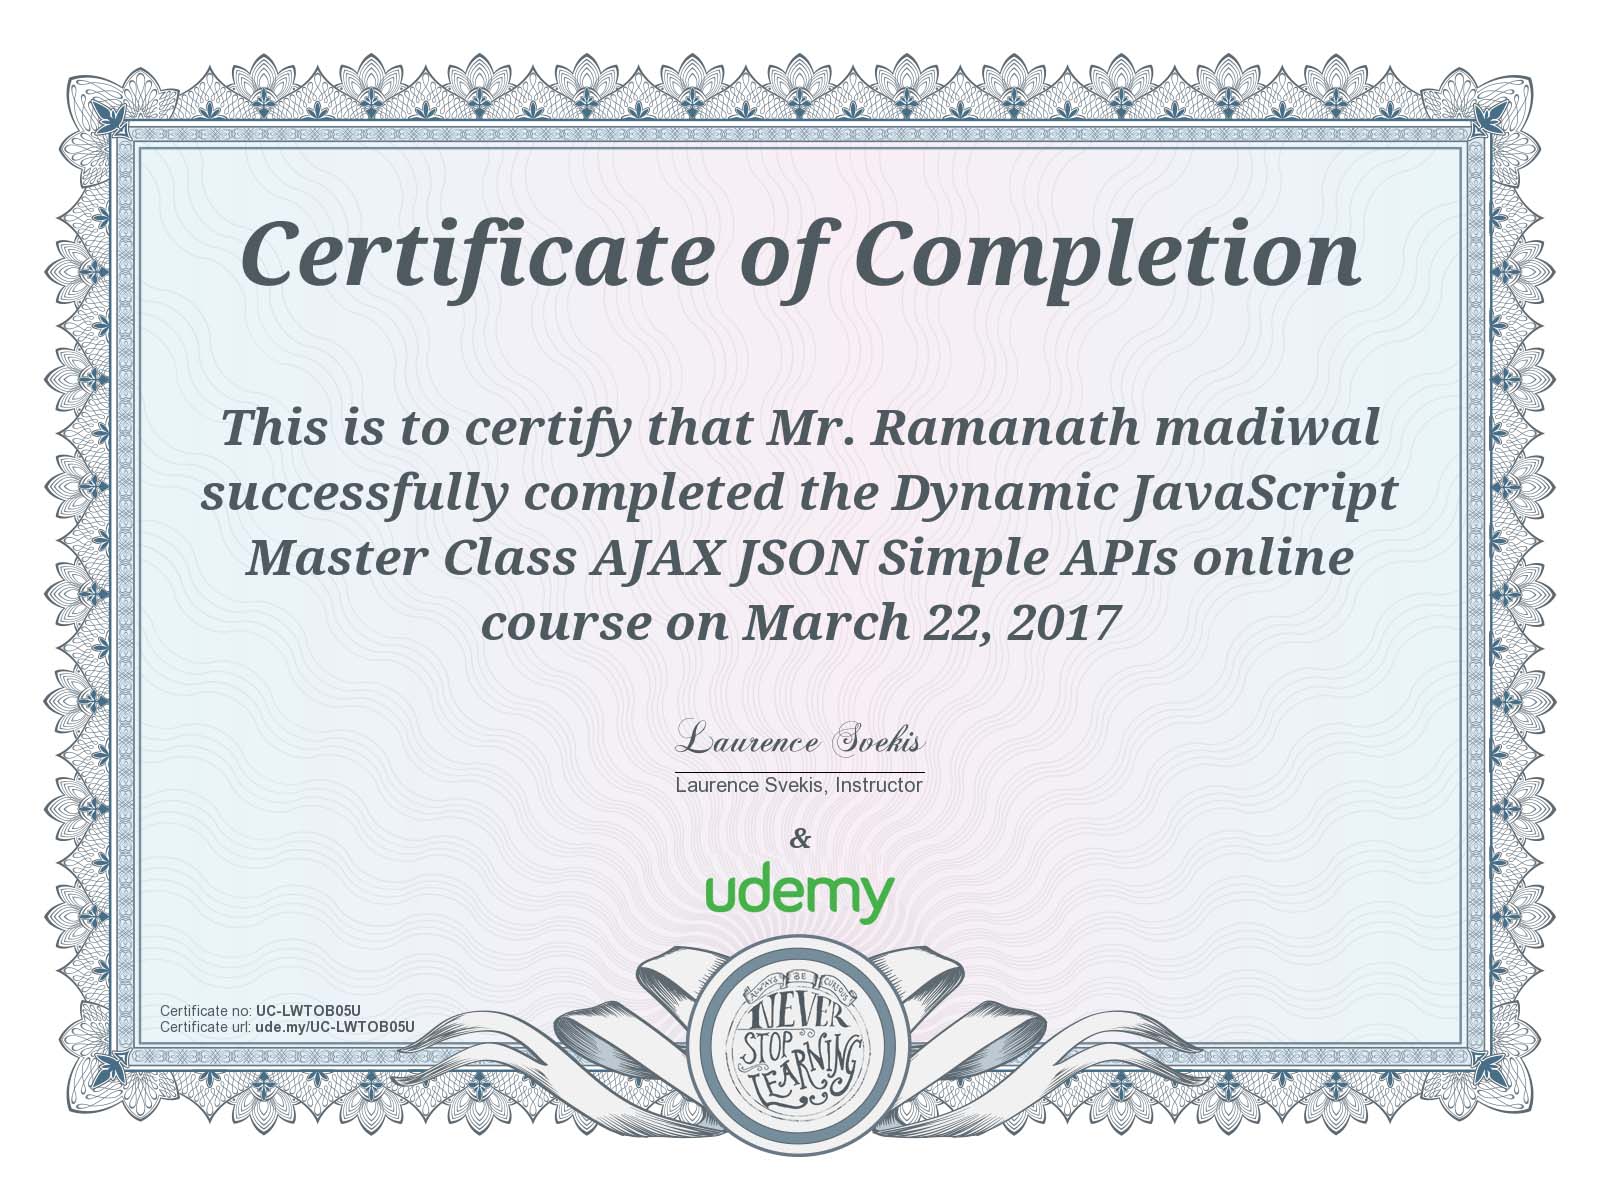 Certificate of Completion
This is to certify that Mr. Ramanath madiwal
successfully completed the Dynamic JavaScript
Master Class AJAX JSON Simple APIs online
course on March 22, 2017
Laurence Svekis
Laurence Svekis, Instructor
&
udemy
Certificate no: UC-LWTOB05U
Certificate url: ude.my/UC-LWTOB05U
ALWAYS BE CURIOUS
NEVER
STOP
LEARNING